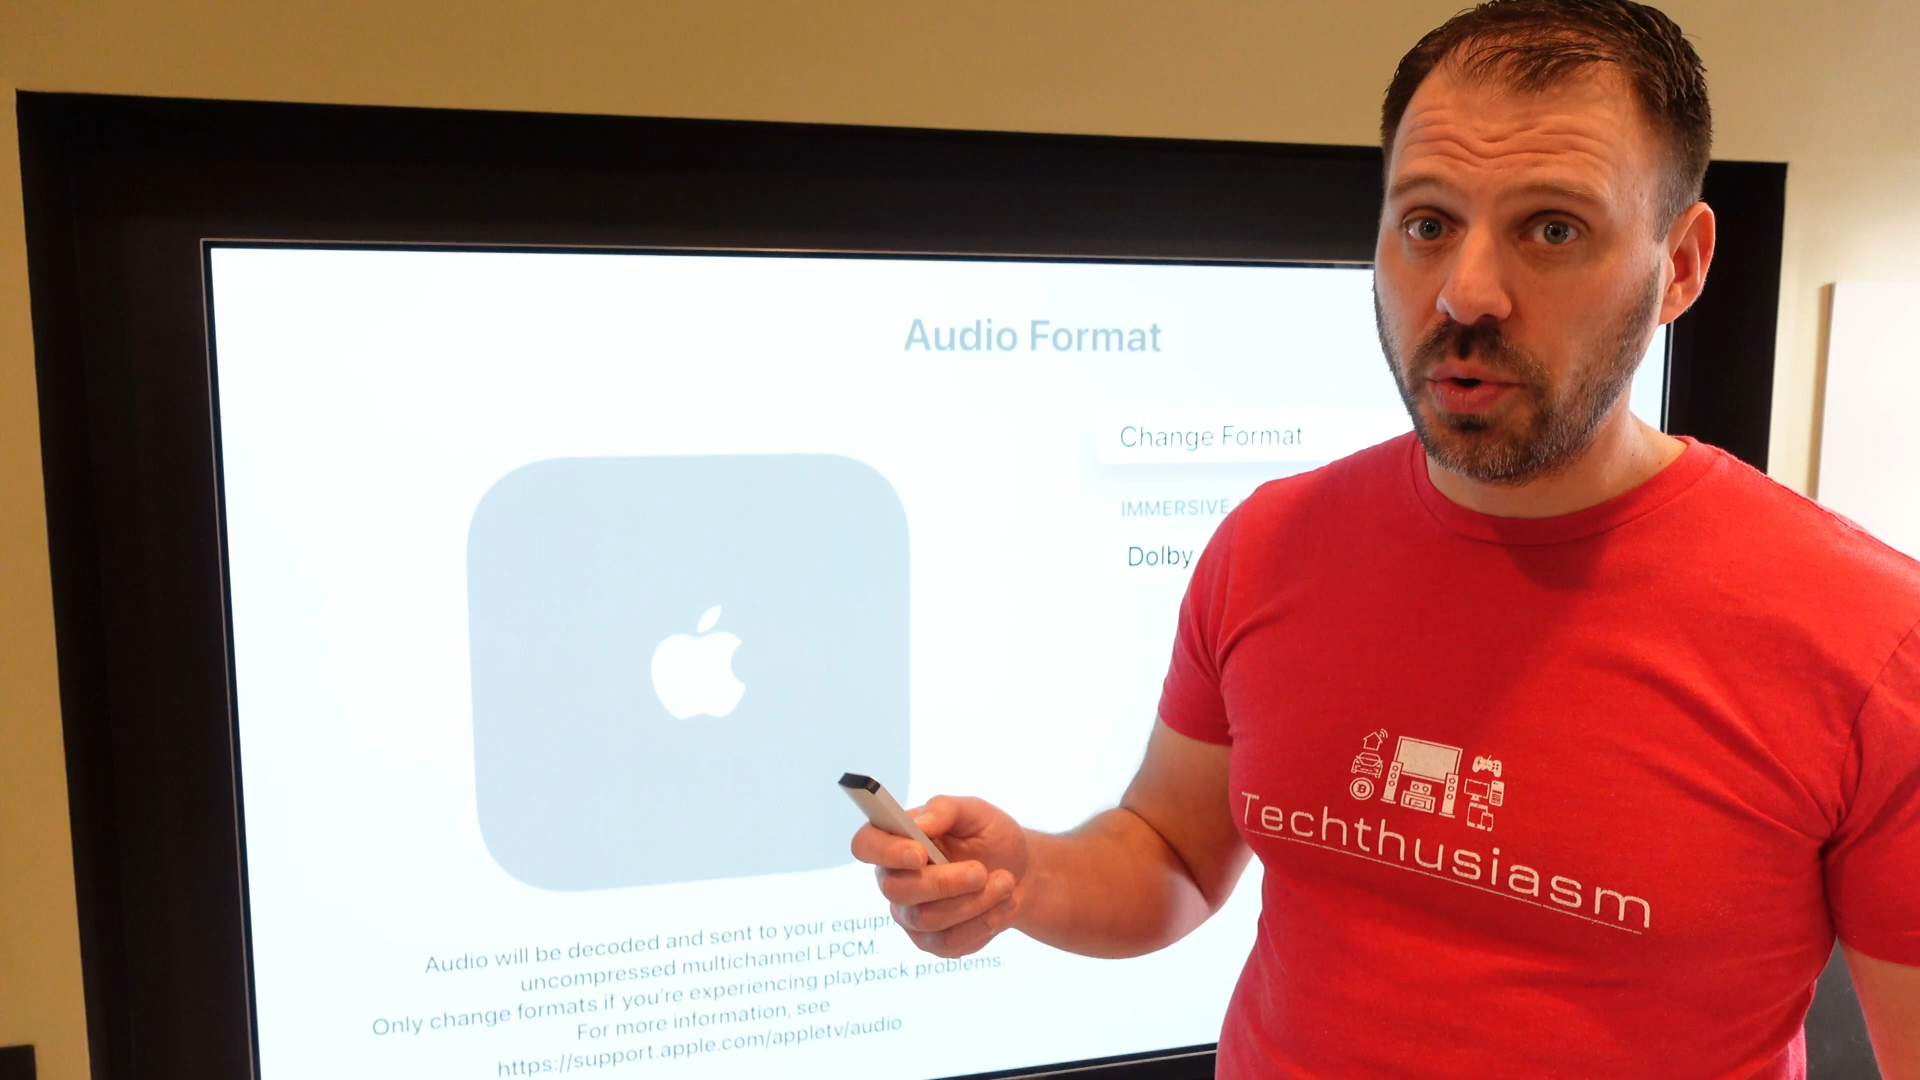 Audio Format
Change Format
IMMERSIVE
Dolby
Audio will be decoded and sent to your
uncompressed multichannel LPCM.
Only change formats if you're experiencing playback problems.
For more information, see
https://support.apple.com/appletv/audio
Techthusiasm